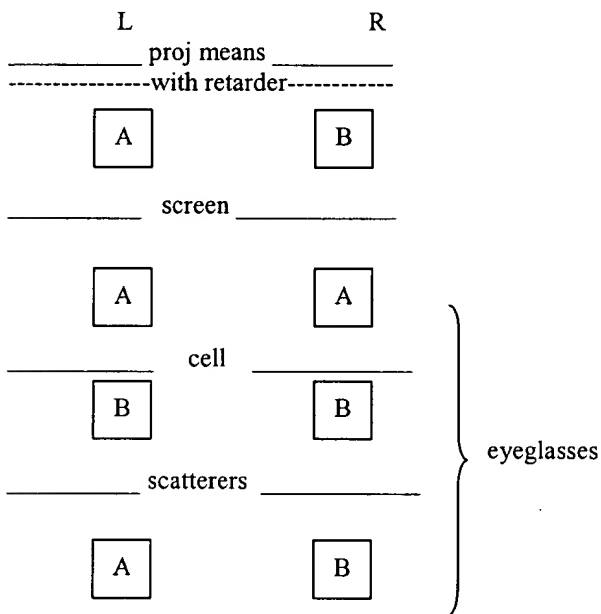 L R
proj means
with retarder
A B
screen
A A
cell
B B
eyeglasses
scatterers
A B